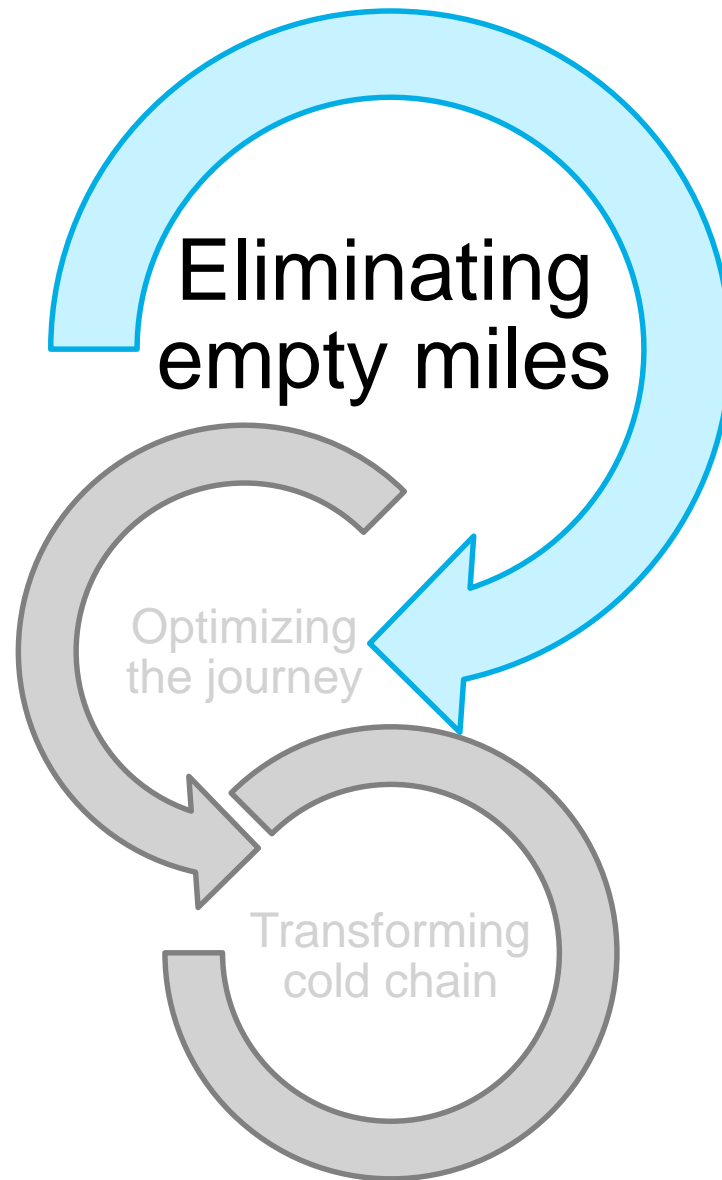 Eliminating
empty miles
Optimizing
the journey
Transforming
cold chain